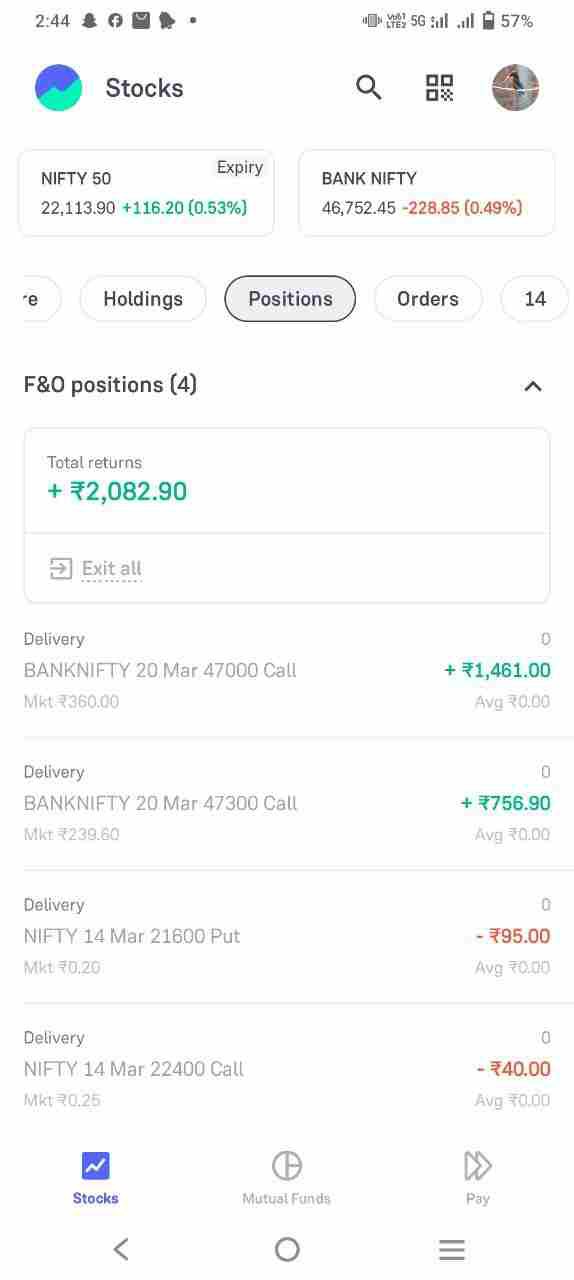 2:44 5G 57%
Stocks
NIFTY 50 Expiry
22,113.90 +116.20 (0.53%)
BANK NIFTY
46,752.45 -228.85 (0.49%)
re Holdings Positions Orders 14
F&O positions (4)
Total returns
+ ₹2,082.90
Exit all
Delivery 0
BANKNIFTY 20 Mar 47000 Call + ₹1,461.00
Mkt ₹360.00 Avg ₹0.00
Delivery 0
BANKNIFTY 20 Mar 47300 Call + ₹756.90
Mkt ₹239.60 Avg ₹0.00
Delivery 0
NIFTY 14 Mar 21600 Put - ₹95.00
Mkt ₹0.20 Avg ₹0.00
Delivery 0
NIFTY 14 Mar 22400 Call - ₹40.00
Mkt ₹0.25 Avg ₹0.00
Stocks Mutual Funds Pay